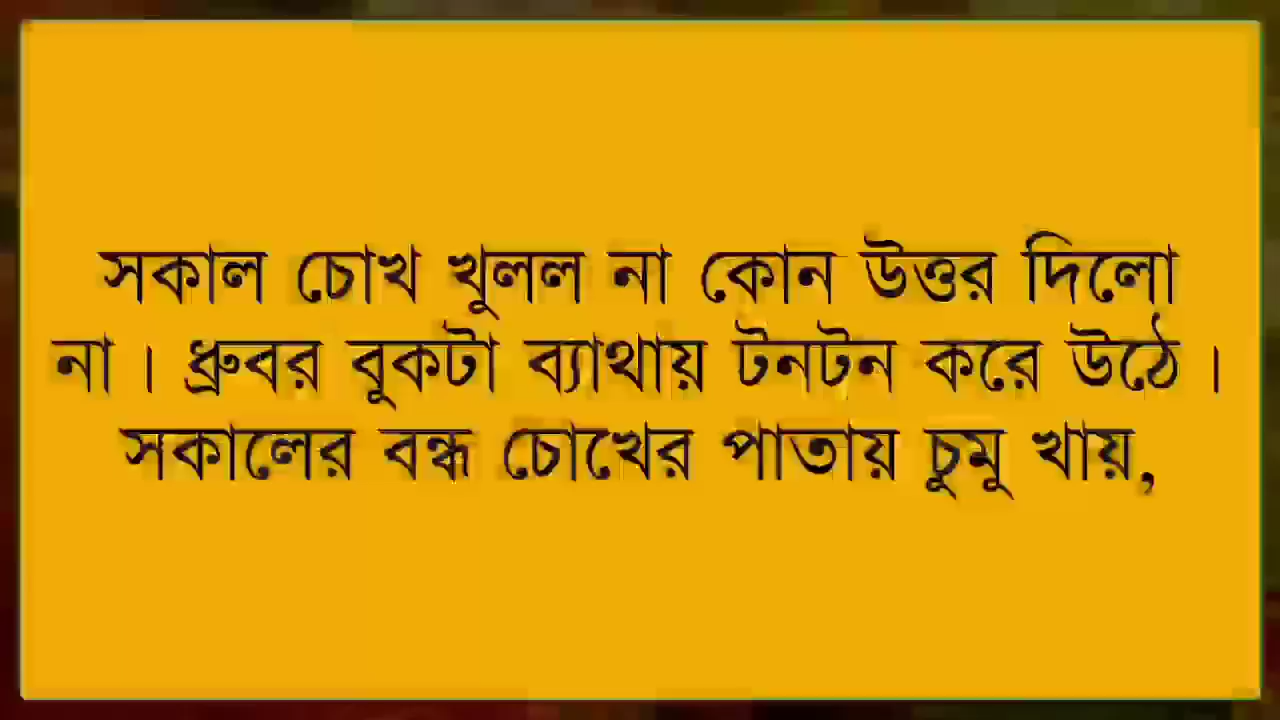 সকাল চোখ খুলল না কোন উত্তর দিলো
না। ধ্রুবর বুকটা ব্যাথায় টনটন করে উঠে।
সকালের বন্ধ চোখের পাতায় চুমু খায়,